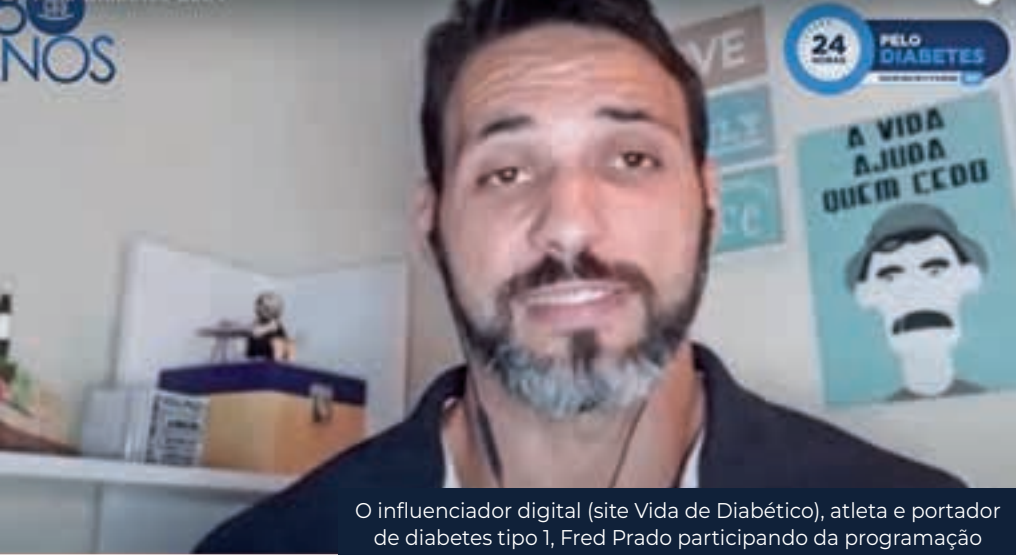 NOS
24
HORAS
PELO
DIABETES
VE
A VIDA
AJUDA
QUEM CEDO
O influenciador digital (site Vida de Diabético), atleta e portador
de diabetes tipo 1, Fred Prado participando da programação